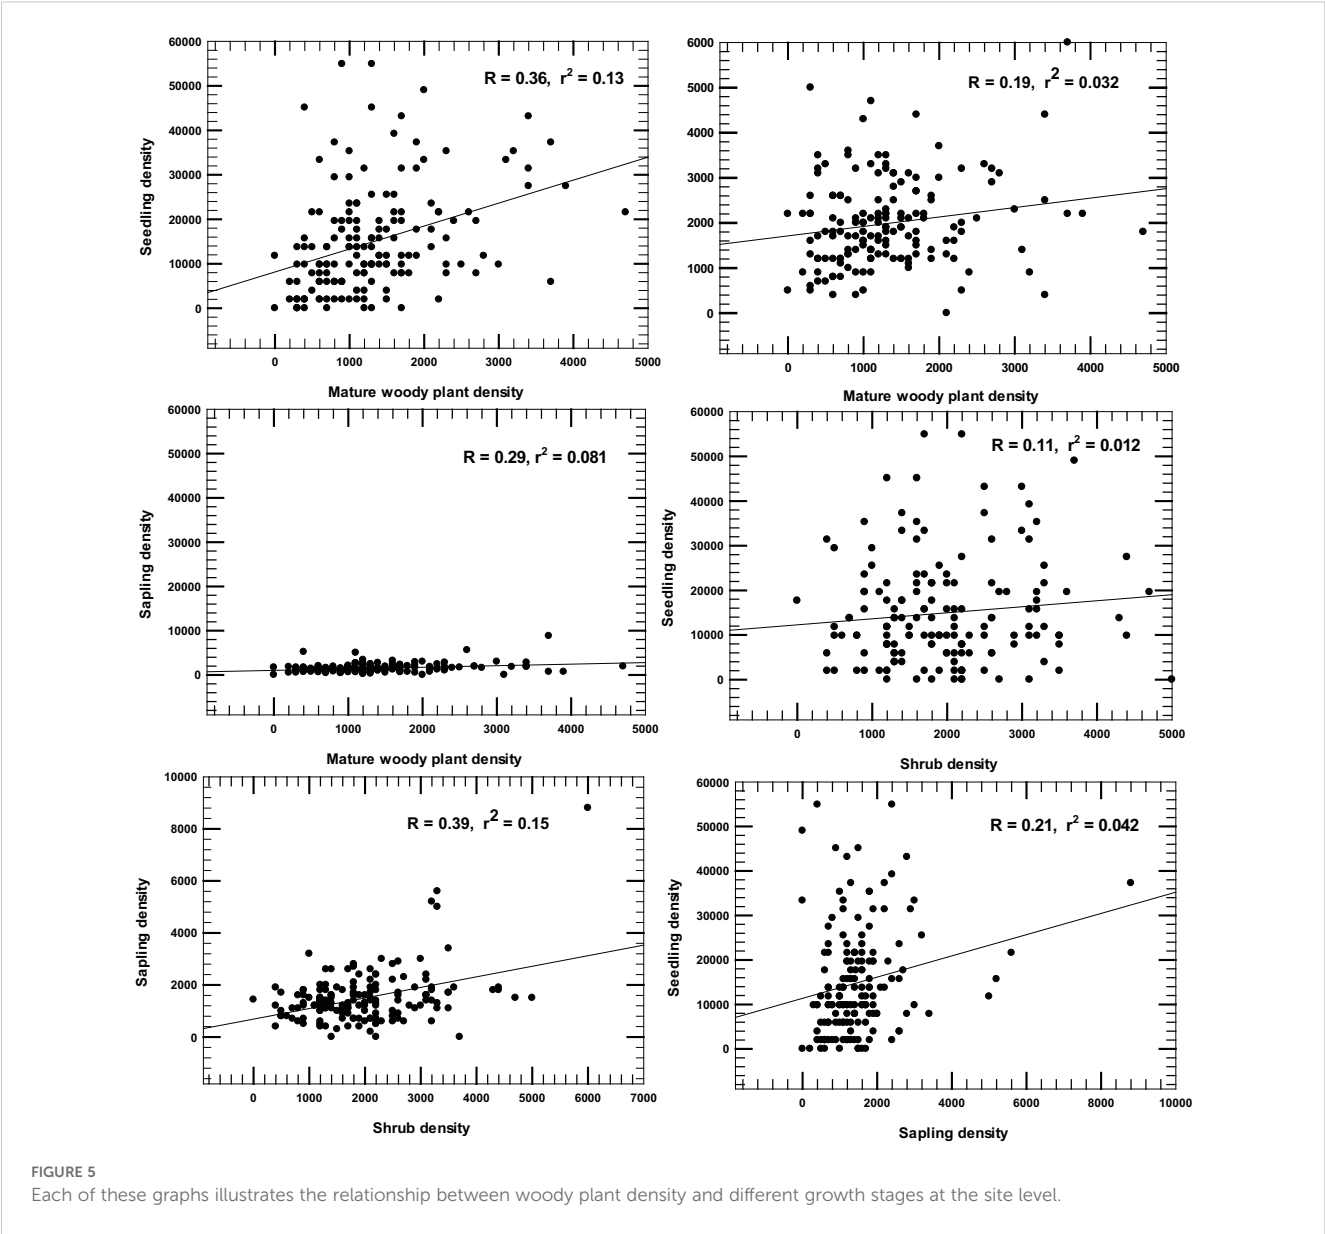 60000
50000
40000
30000
20000
10000
0
Seedling density
R = 0.36, r2 = 0.13
0 1000 2000 3000 4000 5000
Mature woody plant density
6000
5000
4000
3000
2000
1000
0
R = 0.19, r2 = 0.032
0 1000 2000 3000 4000 5000
Mature woody plant density
60000
50000
40000
30000
20000
10000
0
Sapling density
R = 0.29, r2 = 0.081
0 1000 2000 3000 4000 5000
Mature woody plant density
60000
50000
40000
30000
20000
10000
0
Seedling density
R = 0.11, r2 = 0.012
0 1000 2000 3000 4000 5000
Shrub density
10000
8000
6000
4000
2000
0
Sapling density
R = 0.39, r2 = 0.15
0 1000 2000 3000 4000 5000 6000 7000
Shrub density
60000
50000
40000
30000
20000
10000
0
Seedling density
R = 0.21, r2 = 0.042
0 2000 4000 6000 8000 10000
Sapling density
FIGURE 5
Each of these graphs illustrates the relationship between woody plant density and different growth stages at the site level.